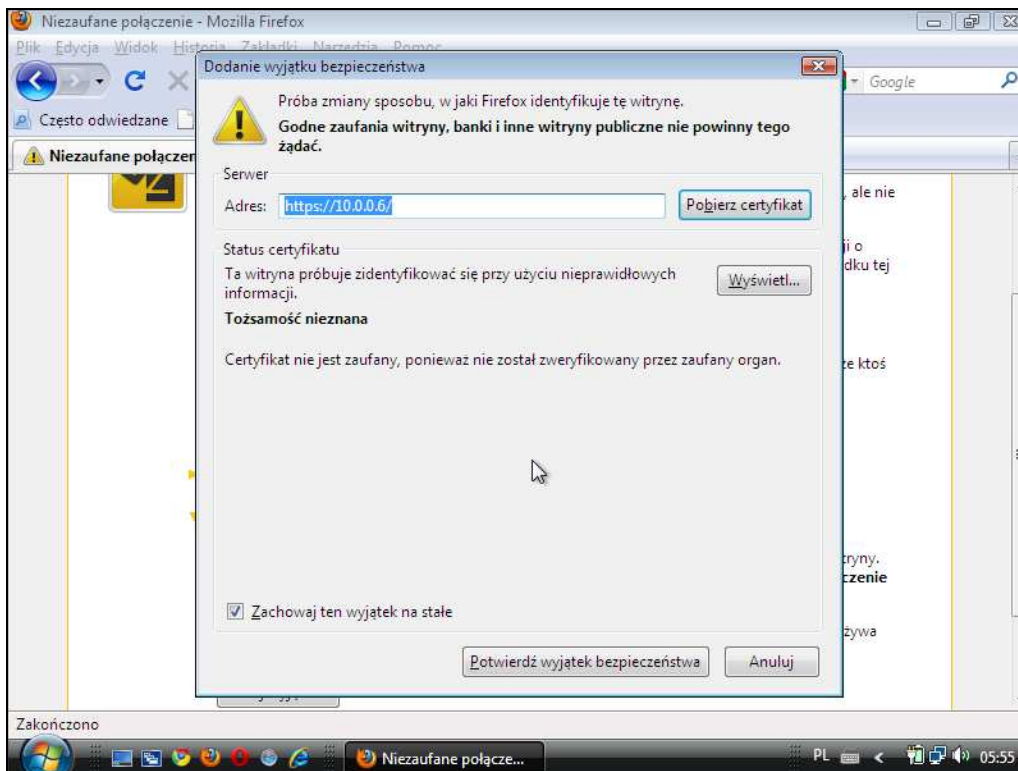 Niezaufane połączenie - Mozilla Firefox
Plik Edycja Widok Historia Zakładki Narzędzia Pomoc
Dodanie wyjątku bezpieczeństwa
Google
Często odwiedzane
Niezaufane połączen
Próba zmiany sposobu, w jaki Firefox identyfikuje tę witrynę.
Godne zaufania witryny, banki i inne witryny publiczne nie powinny tego
żądać.
Serwer
Adres: https://10.0.0.6/ Pobierz certyfikat
, ale nie
Status certyfikatu
ji o
Ta witryna próbuje zidentyfikować się przy użyciu nieprawidłowych
informacji.
Wyświetl...
dku tej
Tożsamość nieznana
Certyfikat nie jest zaufany, ponieważ nie został zweryfikowany przez zaufany organ.
że ktoś
tryny.
czenie
Zachowaj ten wyjątek na stałe
żywa
Potwierdź wyjątek bezpieczeństwa Anuluj
Zakończono
Niezaufane połącze... PL 05:55